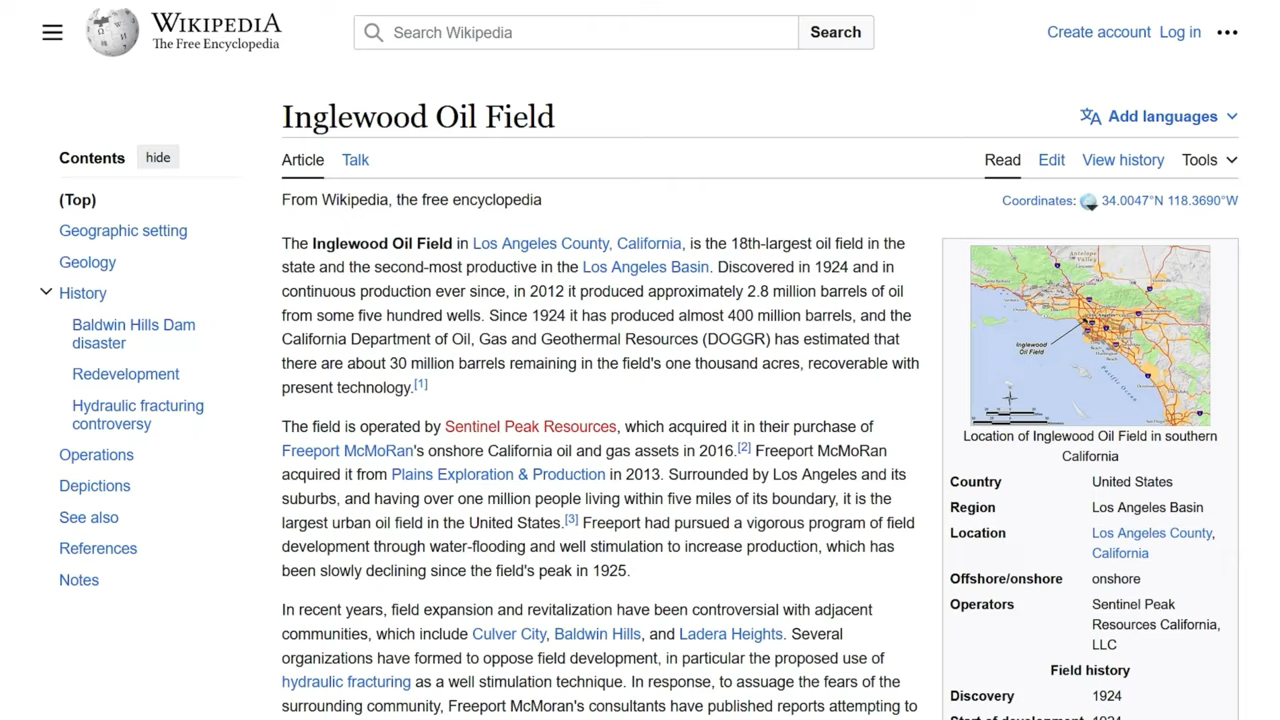 WIKIPEDIA
The Free Encyclopedia
Search Wikipedia
Search
Create account Log in
Inglewood Oil Field
Add languages
Contents hide
Article Talk
Read Edit View history Tools
(Top)
From Wikipedia, the free encyclopedia
Coordinates: 34.0047°N 118.3690°W
Geographic setting
Geology
History
Baldwin Hills Dam
disaster
Redevelopment
Hydraulic fracturing
controversy
Operations
Depictions
See also
References
Notes
The Inglewood Oil Field in Los Angeles County, California, is the 18th-largest oil field in the
state and the second-most productive in the Los Angeles Basin. Discovered in 1924 and in
continuous production ever since, in 2012 it produced approximately 2.8 million barrels of oil
from some five hundred wells. Since 1924 it has produced almost 400 million barrels, and the
California Department of Oil, Gas and Geothermal Resources (DOGGR) has estimated that
there are about 30 million barrels remaining in the field's one thousand acres, recoverable with
present technology.[1]
The field is operated by Sentinel Peak Resources, which acquired it in their purchase of
Freeport McMoRan's onshore California oil and gas assets in 2016.[2] Freeport McMoRan
acquired it from Plains Exploration & Production in 2013. Surrounded by Los Angeles and its
suburbs, and having over one million people living within five miles of its boundary, it is the
largest urban oil field in the United States.[3] Freeport had pursued a vigorous program of field
development through water-flooding and well stimulation to increase production, which has
been slowly declining since the field's peak in 1925.
In recent years, field expansion and revitalization have been controversial with adjacent
communities, which include Culver City, Baldwin Hills, and Ladera Heights. Several
organizations have formed to oppose field development, in particular the proposed use of
hydraulic fracturing as a well stimulation technique. In response, to assuage the fears of the
surrounding community, Freeport McMoran's consultants have published reports attempting to
Inglewood
Oil Field
Pacific Ocean
Location of Inglewood Oil Field in southern
California
Country United States
Region Los Angeles Basin
Location Los Angeles County,
California
Offshore/onshore onshore
Operators Sentinel Peak
Resources California,
LLC
Field history
Discovery 1924
Start of development 1924